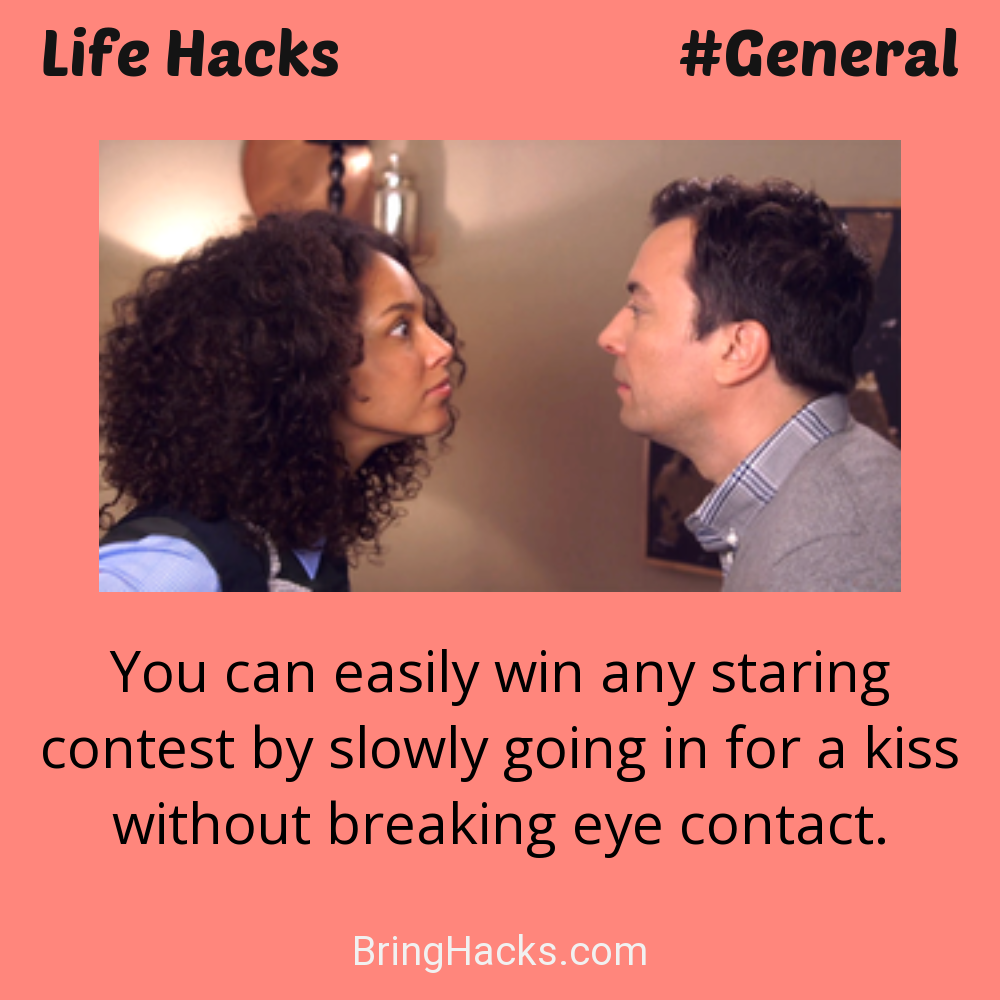 Life Hacks #General
You can easily win any staring
contest by slowly going in for a kiss
without breaking eye contact.
BringHacks.com